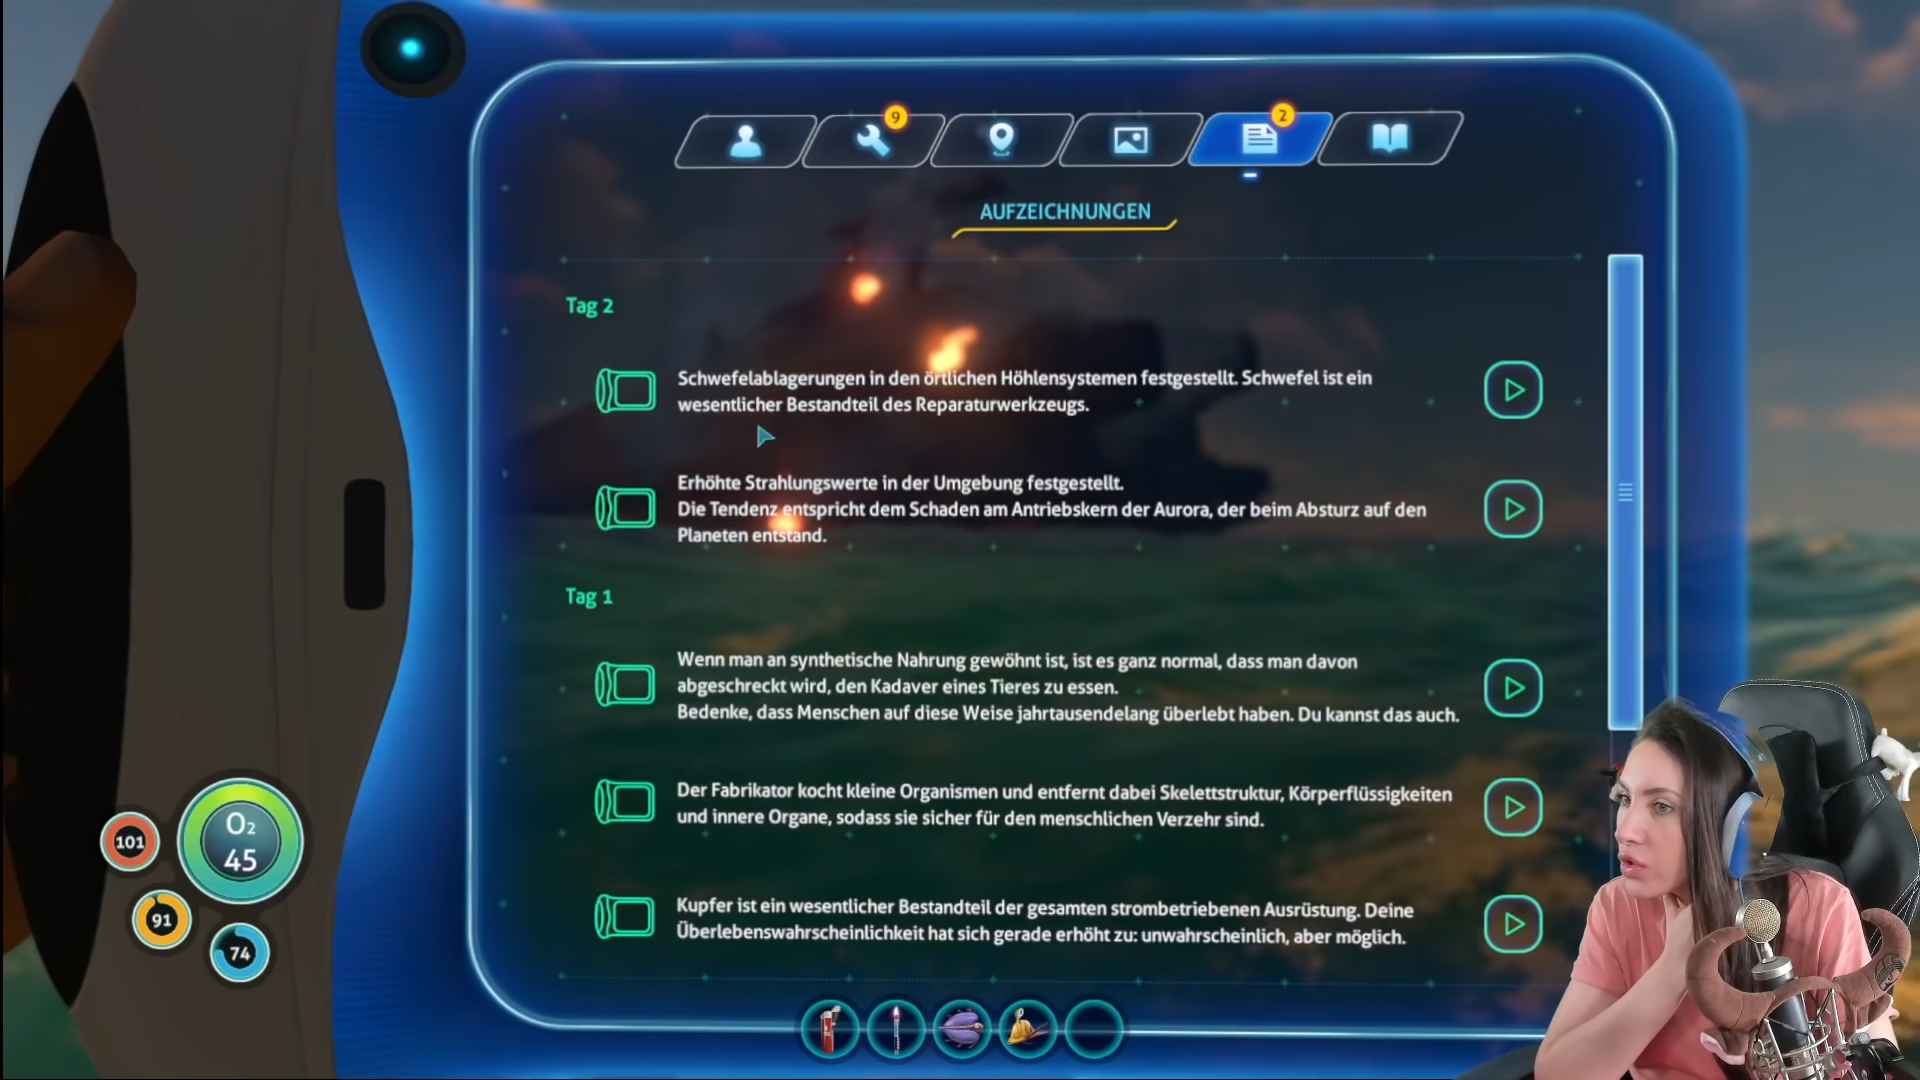 9
2
AUFZEICHNUNGEN
Tag 2
Schwefelablagerungen in den örtlichen Höhlensystemen festgestellt. Schwefel ist ein
wesentlicher Bestandteil des Reparaturwerkzeugs.
Erhöhte Strahlungswerte in der Umgebung festgestellt.
Die Tendenz entspricht dem Schaden am Antriebskern der Aurora, der beim Absturz auf den
Planeten entstand.
Tag 1
Wenn man an synthetische Nahrung gewöhnt ist, ist es ganz normal, dass man davon
abgeschreckt wird, den Kadaver eines Tieres zu essen.
Bedenke, dass Menschen auf diese Weise jahrtausendelang überlebt haben. Du kannst das auch.
Der Fabrikator kocht kleine Organismen und entfernt dabei Skelettstruktur, Körperflüssigkeiten
und innere Organe, sodass sie sicher für den menschlichen Verzehr sind.
Kupfer ist ein wesentlicher Bestandteil der gesamten strombetriebenen Ausrüstung. Deine
Überlebenswahrscheinlichkeit hat sich gerade erhöht zu: unwahrscheinlich, aber möglich.
O₂
45
101
91
74